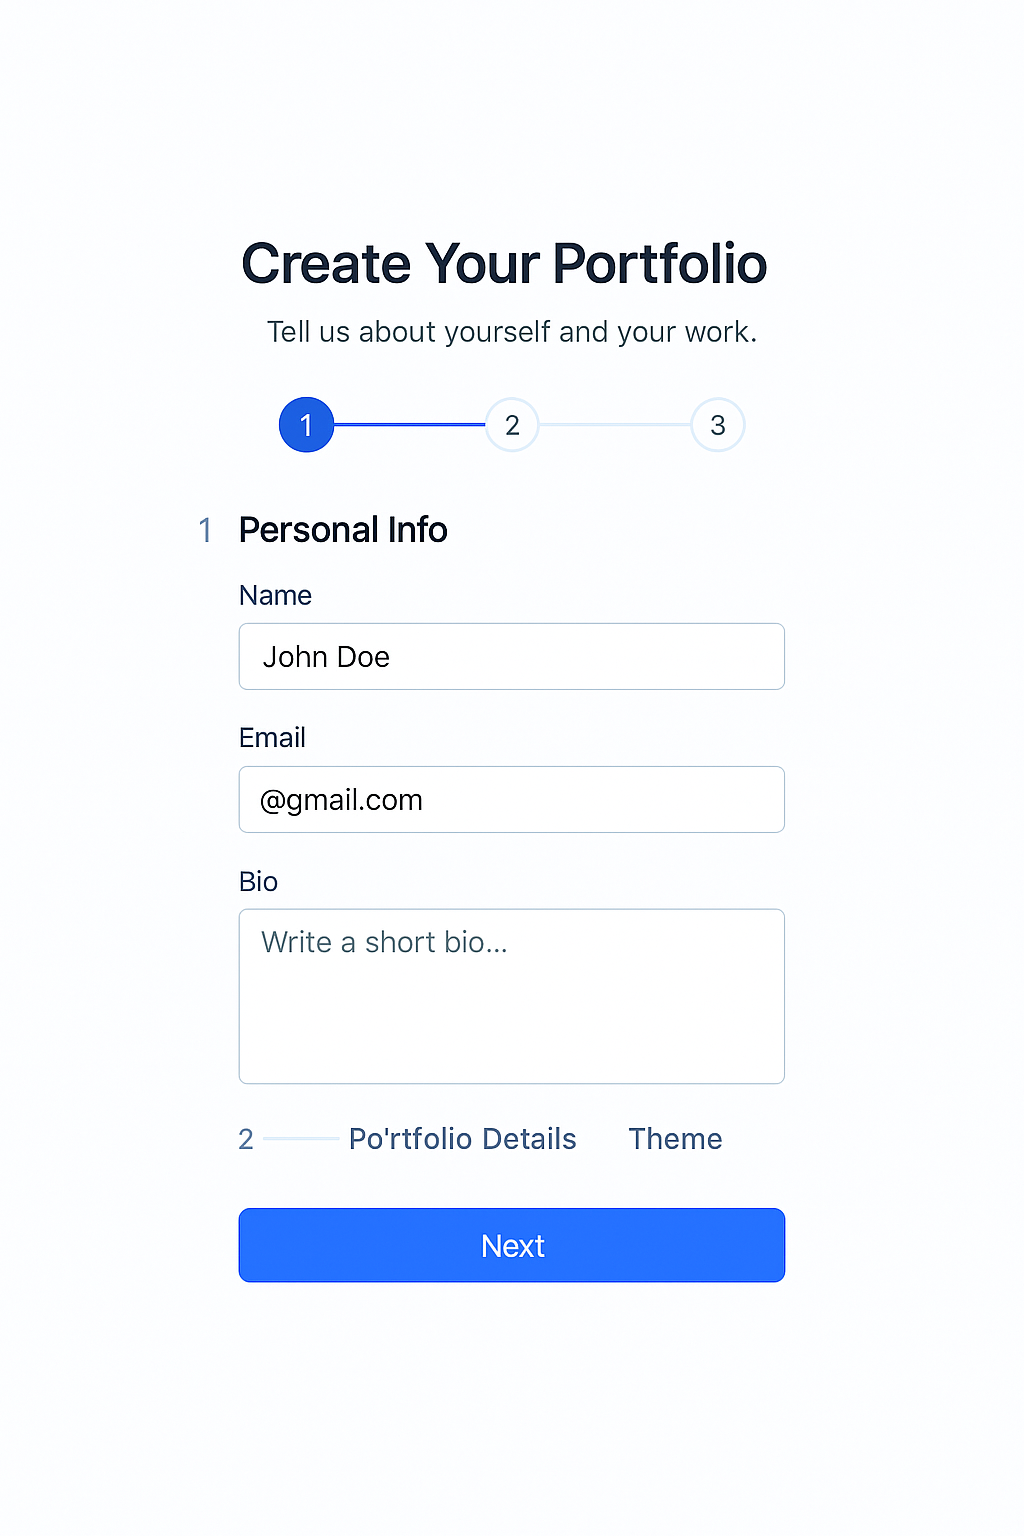 Create Your Portfolio
Tell us about yourself and your work.
1 2 3
1 Personal Info
Name
John Doe
Email
@gmail.com
Bio
Write a short bio...
2 Po'rtfolio Details Theme
Next